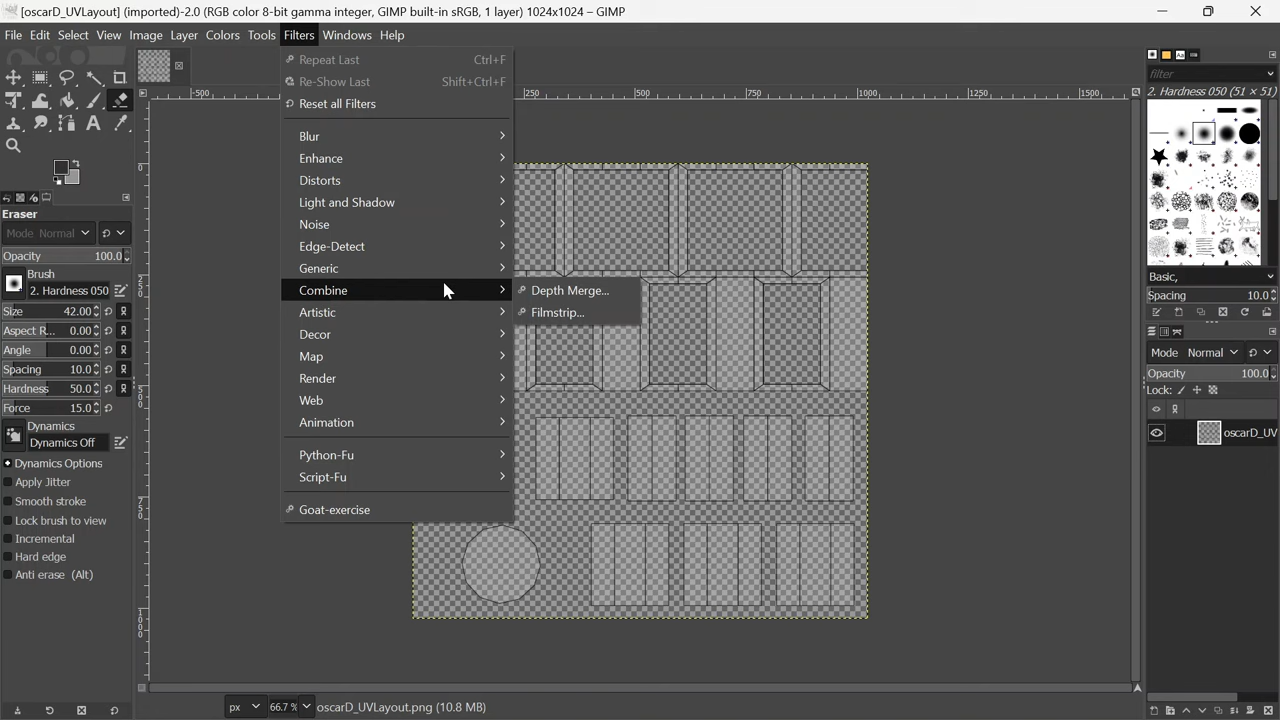 [oscarD_UVLayout] (imported)-2.0 (RGB color 8-bit gamma integer, GIMP built-in sRGB, 1 layer) 1024x1024 – GIMP
File Edit Select View Image Layer Colors Tools Filters Windows Help
Repeat Last Ctrl+F
Re-Show Last Shift+Ctrl+F
Reset all Filters
Blur
Enhance
Distorts
Light and Shadow
Noise
Edge-Detect
Generic
Combine
Artistic
Decor
Map
Render
Web
Animation
Python-Fu
Script-Fu
Goat-exercise
Depth Merge...
Filmstrip...
-500 250 500 750 1000 1250 1500
0
250
500
750
1000
Eraser
Mode Normal
Opacity 100.0
Brush
2. Hardness 050
Size 42.00
Aspect R... 0.00
Angle 0.00
Spacing 10.0
Hardness 50.0
Force 15.0
Dynamics
Dynamics Off
Dynamics Options
Apply Jitter
Smooth stroke
Lock brush to view
Incremental
Hard edge
Anti erase (Alt)
px 66.7 % oscarD_UVLayout.png (10.8 MB)
filter
2. Hardness 050 (51 × 51)
Basic,
Spacing 10.0
Mode Normal
Opacity 100.0
Lock:
oscarD_UV